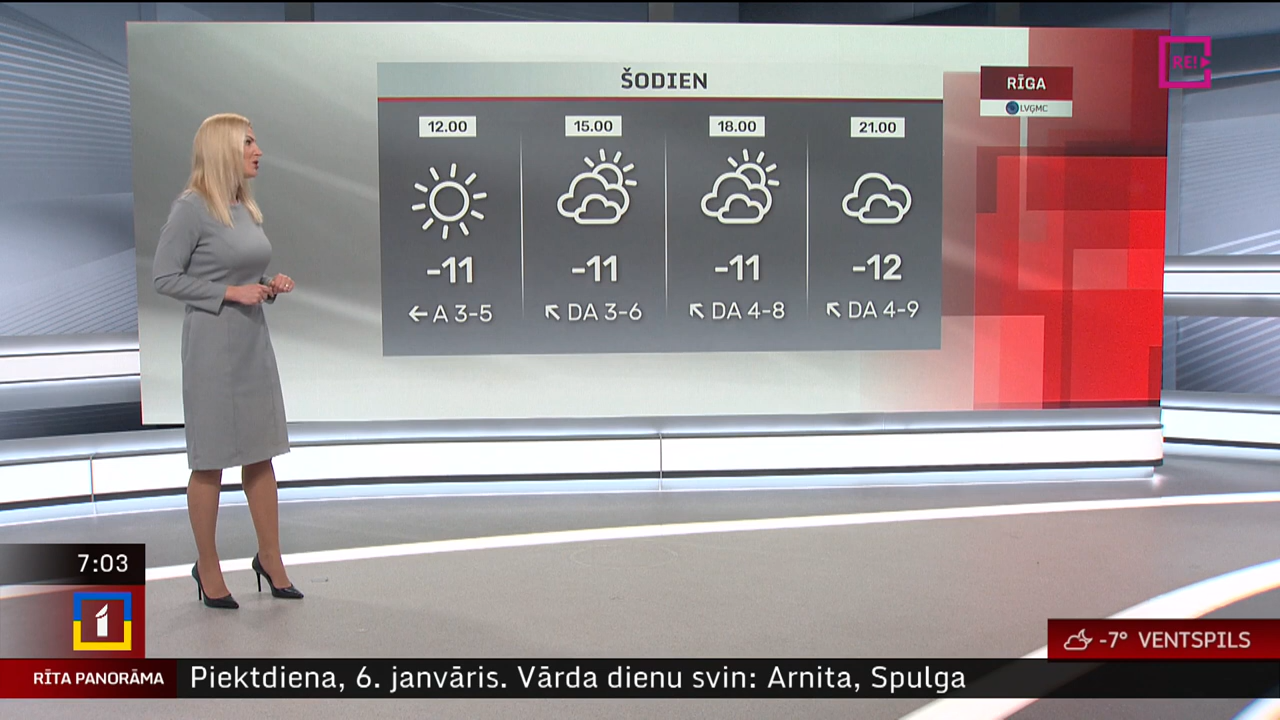 ŠODIEN
RĪGA
LVĢMC
RE!
12.00
15.00
18.00
21.00
-11
-11
-11
-12
A 3-5
DA 3-6
DA 4-8
DA 4-9
7:03
1
-7° VENTSPILS
RĪTA PANORĀMA
Piektdiena, 6. janvāris. Vārda dienu svin: Arnita, Spulga